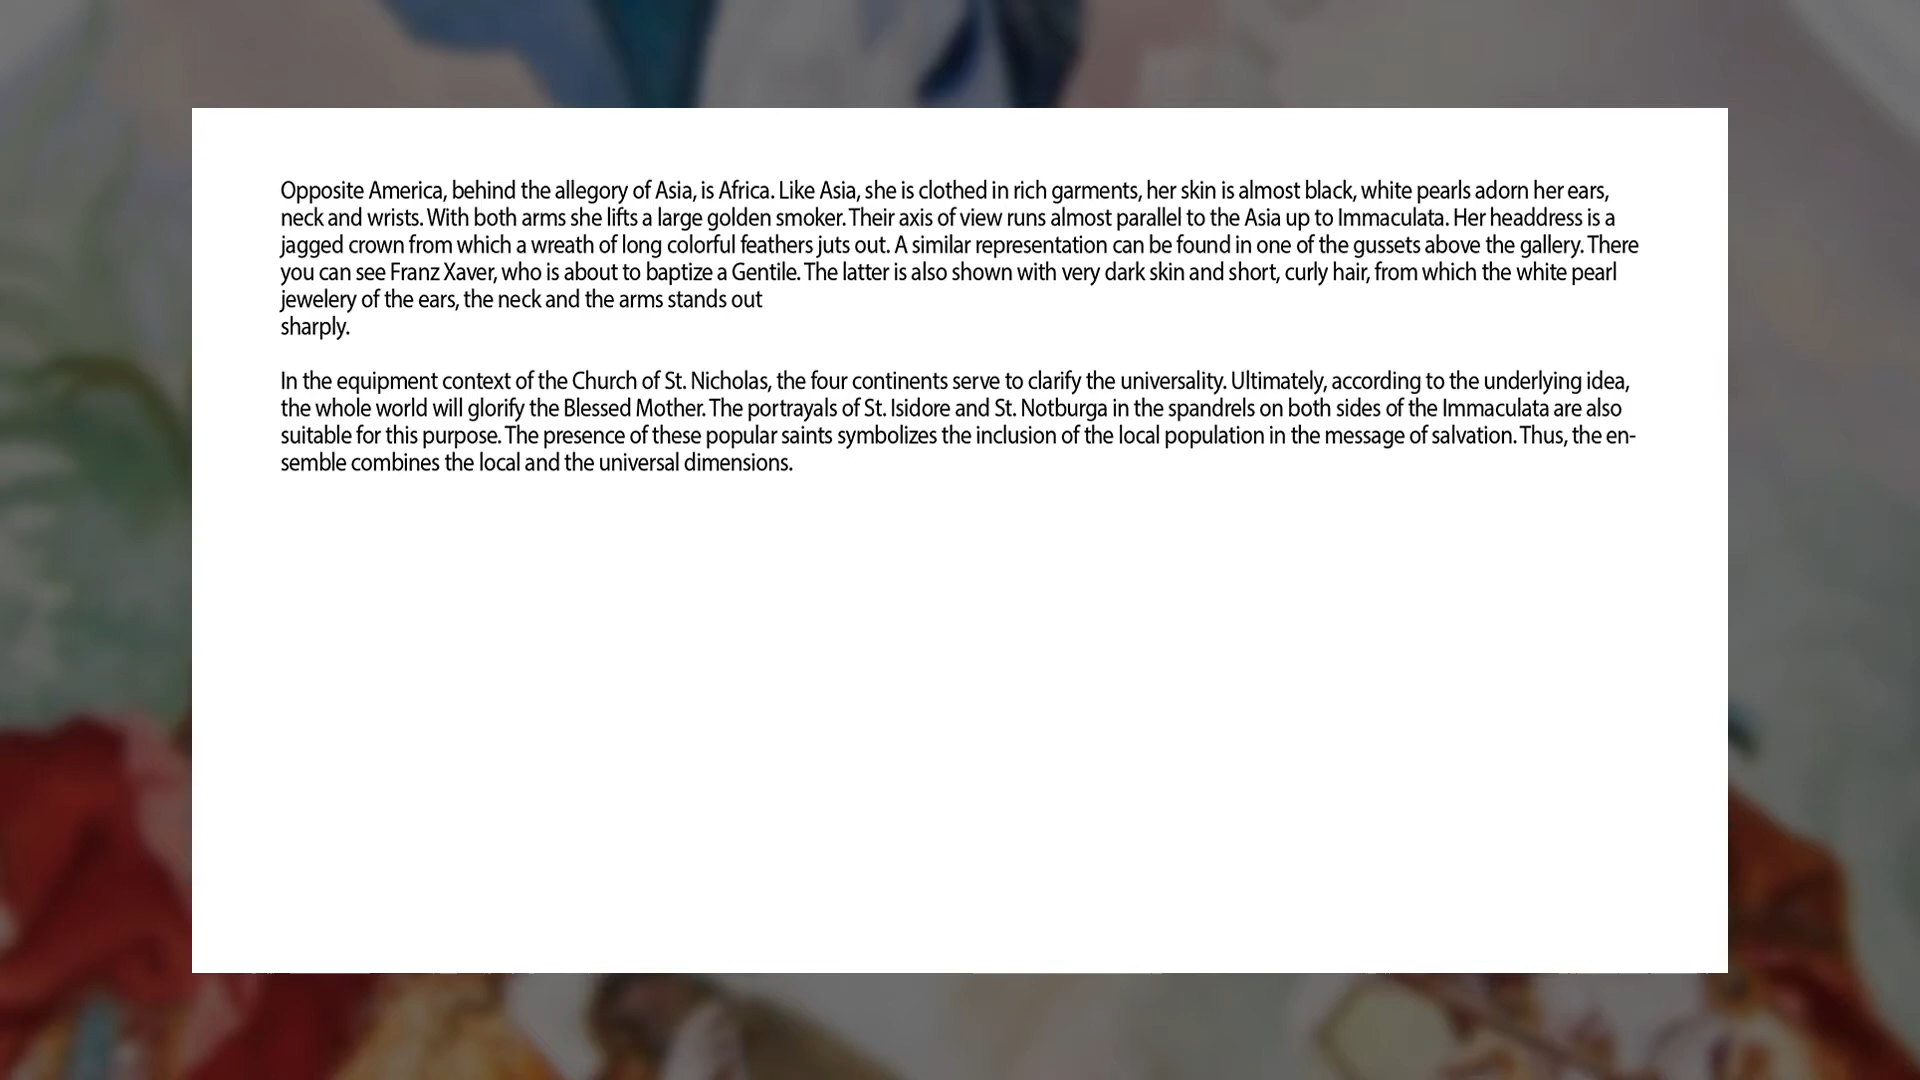 Opposite America, behind the allegory of Asia, is Africa. Like Asia, she is clothed in rich garments, her skin is almost black, white pearls adorn her ears,
neck and wrists. With both arms she lifts a large golden smoker. Their axis of view runs almost parallel to the Asia up to Immaculata. Her headdress is a
jagged crown from which a wreath of long colorful feathers juts out. A similar representation can be found in one of the gussets above the gallery. There
you can see Franz Xaver, who is about to baptize a Gentile. The latter is also shown with very dark skin and short, curly hair, from which the white pearl
jewelery of the ears, the neck and the arms stands out
sharply.
In the equipment context of the Church of St. Nicholas, the four continents serve to clarify the universality. Ultimately, according to the underlying idea,
the whole world will glorify the Blessed Mother. The portrayals of St. Isidore and St. Notburga in the spandrels on both sides of the Immaculata are also
suitable for this purpose. The presence of these popular saints symbolizes the inclusion of the local population in the message of salvation. Thus, the en-
semble combines the local and the universal dimensions.